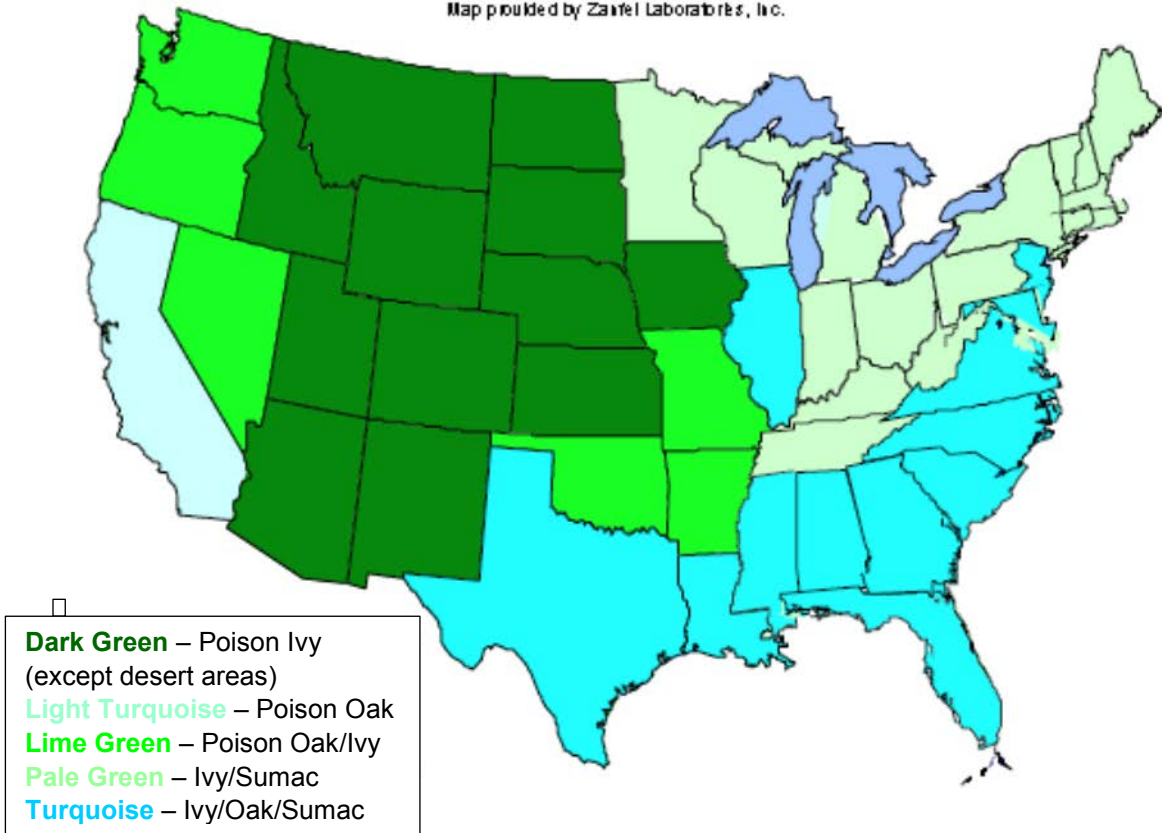 Map provided by Zanfel Laboratories, Inc.
Dark Green – Poison Ivy
(except desert areas)
Light Turquoise – Poison Oak
Lime Green – Poison Oak/Ivy
Pale Green – Ivy/Sumac
Turquoise – Ivy/Oak/Sumac